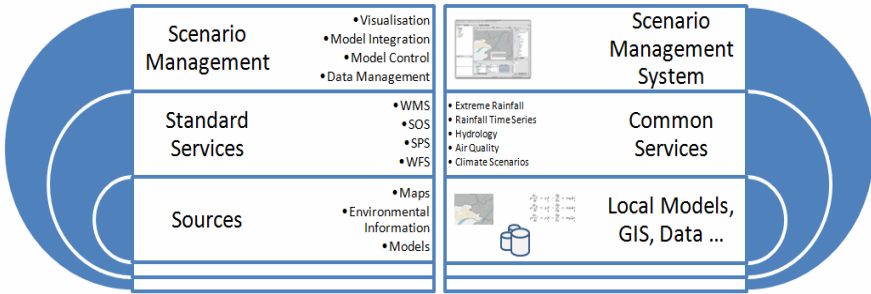 Scenario
Management
•Visualisation
•Model Integration
•Model Control
•Data Management
Scenario
Management
System
Standard
Services
•WMS
•SOS
•SPS
•WFS
• Extreme Rainfall
• Rainfall Time Series
• Hydrology
• Air Quality
• Climate Scenarios
Common
Services
Sources
•Maps
•Environmental
Information
•Models
Local Models,
GIS, Data ...